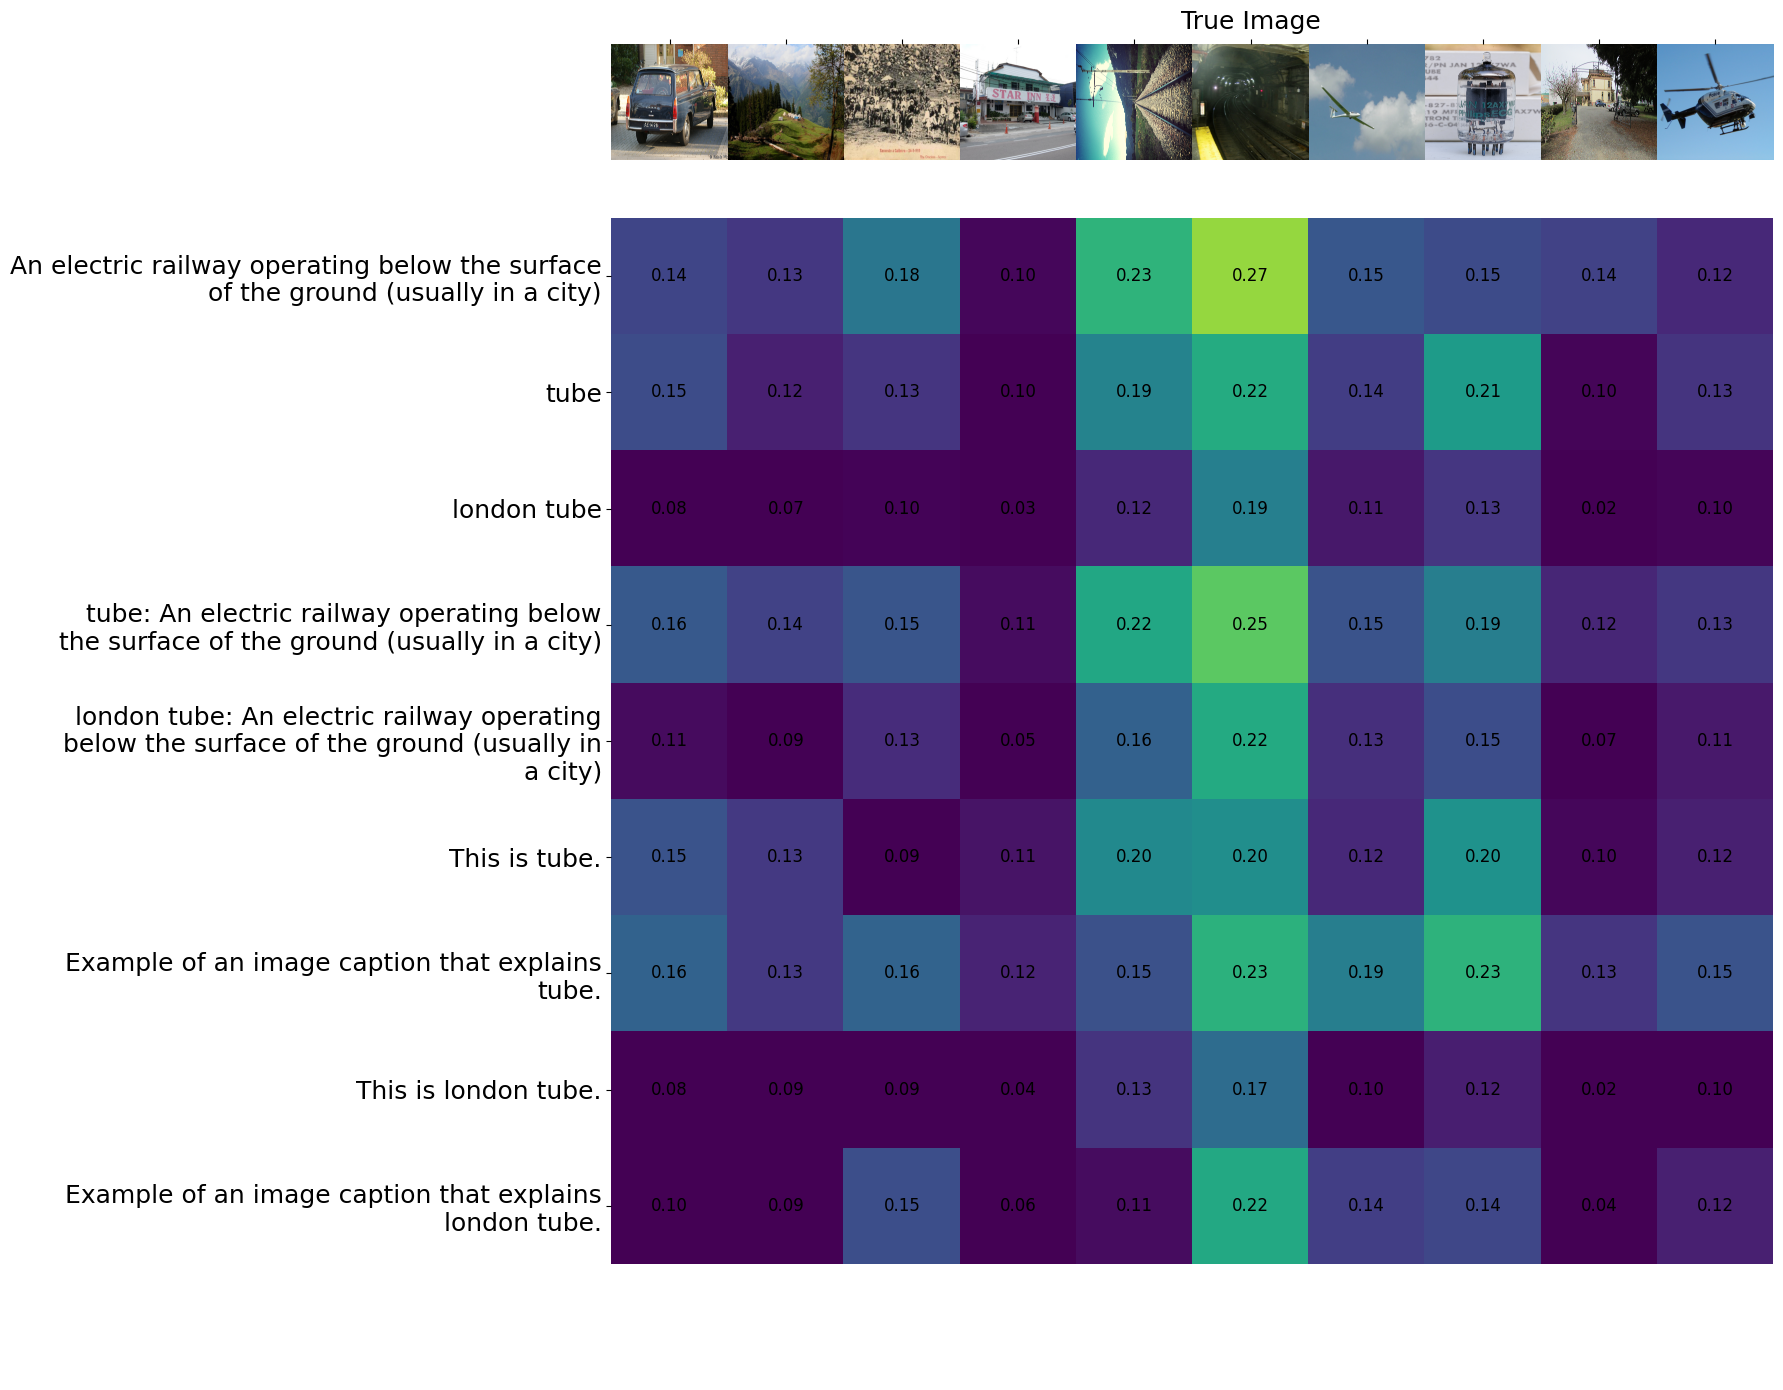 True Image
STAR INN
An electric railway operating below the surface
of the ground (usually in a city)
0.14 0.13 0.18 0.10 0.23 0.27 0.15 0.15 0.14 0.12
tube
0.15 0.12 0.13 0.10 0.19 0.22 0.14 0.21 0.10 0.13
london tube
0.08 0.07 0.10 0.03 0.12 0.19 0.11 0.13 0.02 0.10
tube: An electric railway operating below
the surface of the ground (usually in a city)
0.16 0.14 0.15 0.11 0.22 0.25 0.15 0.19 0.12 0.13
london tube: An electric railway operating
below the surface of the ground (usually in
a city)
0.11 0.09 0.13 0.05 0.16 0.22 0.13 0.15 0.07 0.11
This is tube.
0.15 0.13 0.09 0.11 0.20 0.20 0.12 0.20 0.10 0.12
Example of an image caption that explains
tube.
0.16 0.13 0.16 0.12 0.15 0.23 0.19 0.23 0.13 0.15
This is london tube.
0.08 0.09 0.09 0.04 0.13 0.17 0.10 0.12 0.02 0.10
Example of an image caption that explains
london tube.
0.10 0.09 0.15 0.06 0.11 0.22 0.14 0.14 0.04 0.12